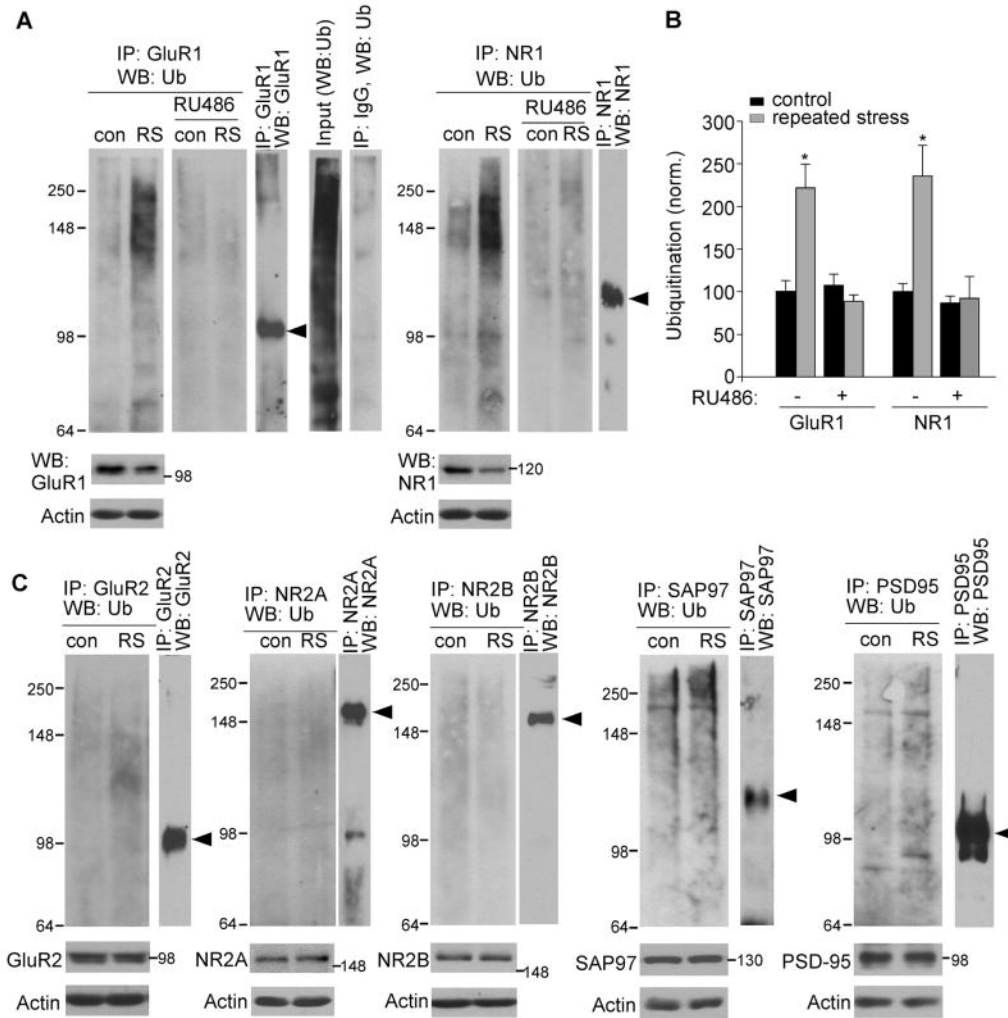 A
IP: GluR1
WB: Ub
RU486
con RS con RS
IP: GluR1
WB: GluR1
Input (WB:Ub)
IP: IgG, WB: Ub
250
148
98
64
WB:
GluR1
98
Actin
IP: NR1
WB: Ub
RU486
con RS con RS
IP: NR1
WB: NR1
250
148
98
64
WB:
NR1
120
Actin
B
control
repeated stress
Ubiquitination (norm.)
300
250
200
150
100
50
0
* *
RU486: - + - +
GluR1 NR1
C
IP: GluR2
WB: Ub
con RS
IP: GluR2
WB: GluR2
250
148
98
64
GluR2 98
Actin
IP: NR2A
WB: Ub
con RS
IP: NR2A
WB: NR2A
250
148
98
64
NR2A 148
Actin
IP: NR2B
WB: Ub
con RS
IP: NR2B
WB: NR2B
250
148
98
64
NR2B 148
Actin
IP: SAP97
WB: Ub
con RS
IP: SAP97
WB: SAP97
250
148
98
64
SAP97 130
Actin
IP: PSD95
WB: Ub
con RS
IP: PSD95
WB: PSD95
250
148
98
64
PSD-95 98
Actin